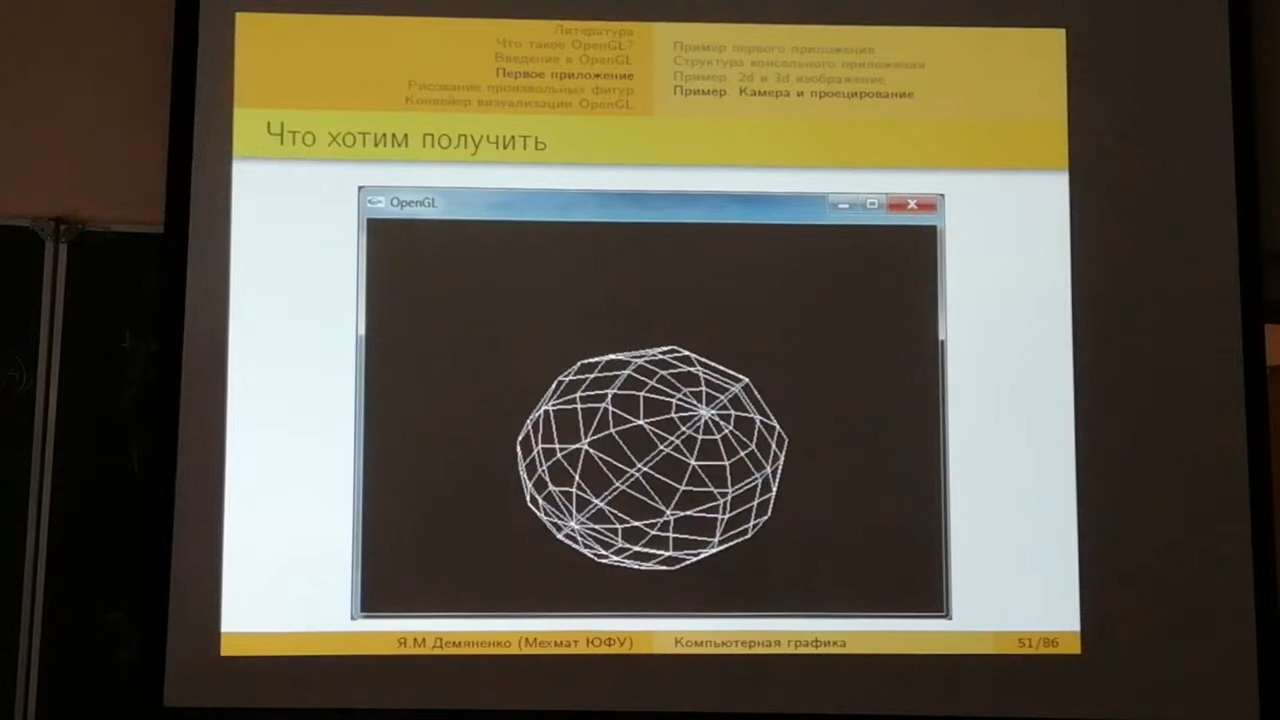 Литература
Что такое OpenGL?
Введение в OpenGL
Первое приложение
Рисование произвольных фигур
Конвейер визуализации OpenGL
Пример первого приложения
Структура консольного приложения
Пример. 2d и 3d изображение
Пример. Камера и проецирование
Что хотим получить
OpenGL
Я.М.Демяненко (Мехмат ЮФУ)
Компьютерная графика
51/86